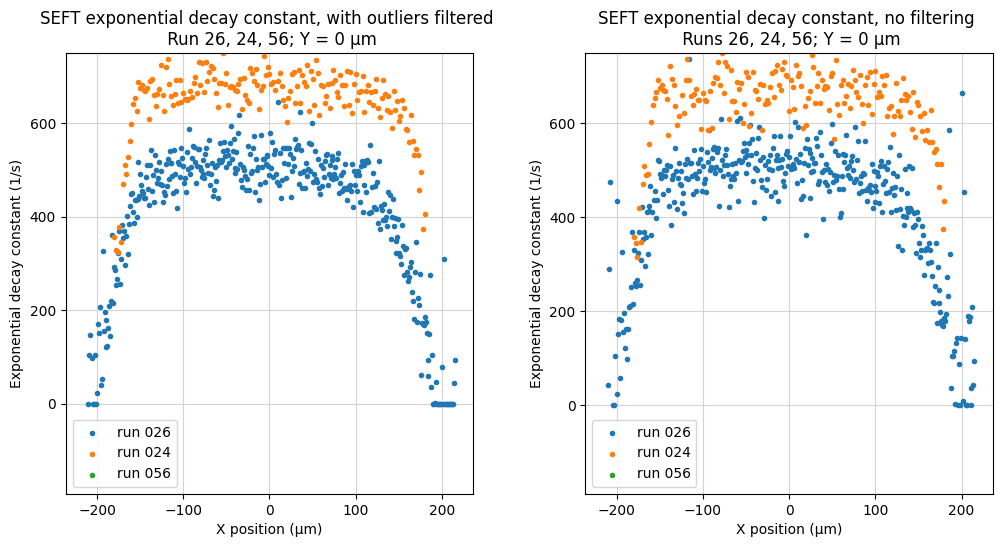 SEFT exponential decay constant, with outliers filtered
Run 26, 24, 56; Y = 0 µm
Exponential decay constant (1/s)
600
400
200
0
run 026
run 024
run 056
−200
−100
0
100
200
X position (µm)
SEFT exponential decay constant, no filtering
Runs 26, 24, 56; Y = 0 µm
Exponential decay constant (1/s)
600
400
200
0
run 026
run 024
run 056
−200
−100
0
100
200
X position (µm)